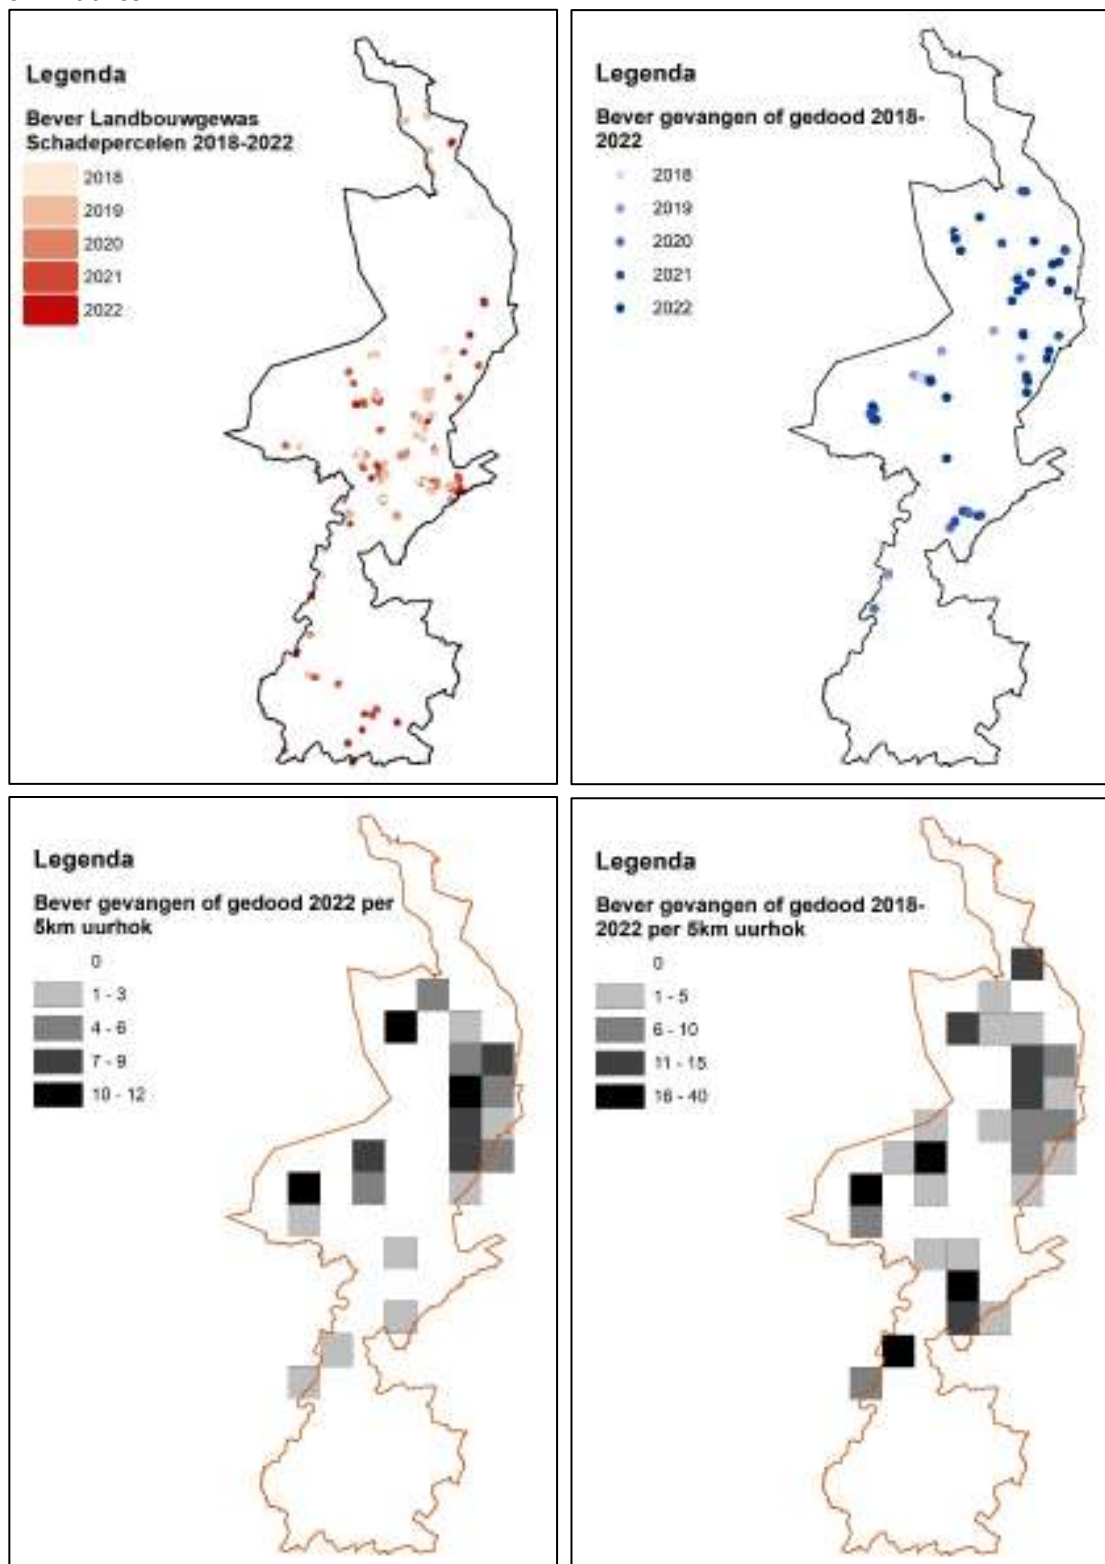 Legenda
Bever Landbouwgewas
Schadepercelen 2018-2022
2018
2019
2020
2021
2022
Legenda
Bever gevangen of gedood 2018-
2022
2018
2019
2020
2021
2022
Legenda
Bever gevangen of gedood 2022 per
5km uurhok
0
1 - 3
4 - 6
7 - 9
10 - 12
Legenda
Bever gevangen of gedood 2018-
2022 per 5km uurhok
0
1 - 5
6 - 10
11 - 15
16 - 40